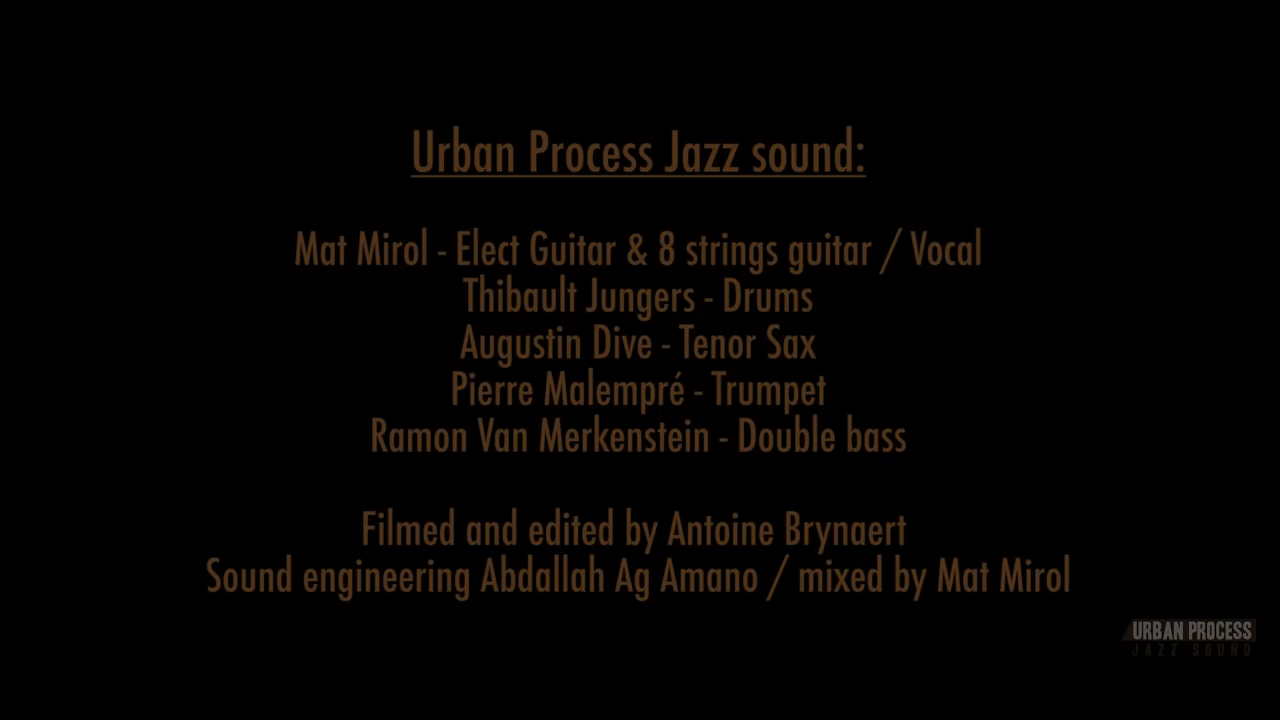 Urban Process Jazz sound:
Mat Mirol - Elect Guitar & 8 strings guitar / Vocal
Thibault Jungers - Drums
Augustin Dive - Tenor Sax
Pierre Malempré - Trumpet
Ramon Van Merkenstein - Double bass
Filmed and edited by Antoine Brynaert
Sound engineering Abdallah Ag Amano / mixed by Mat Mirol
URBAN PROCESS
JAZZ SOUND